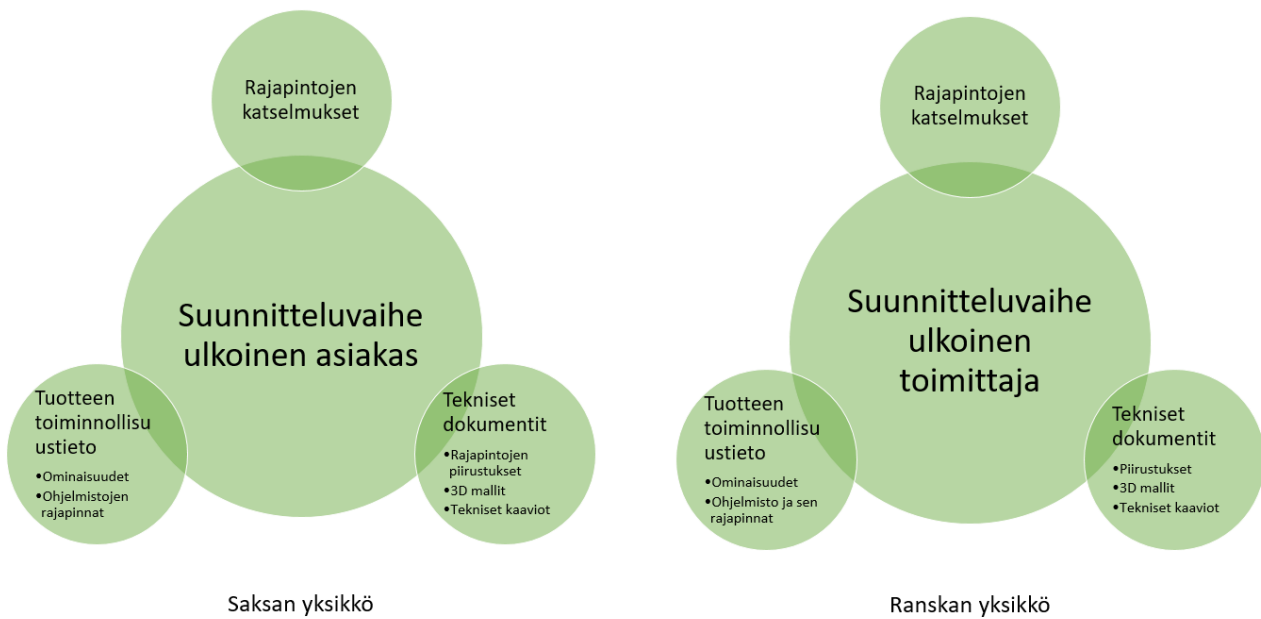 Rajapintojen
katselmukset
Suunnitteluvaihe
ulkoinen asiakas
Tuotteen
toiminnollisu
ustieto
•Ominaisuudet
•Ohjelmistojen
rajapinnat
Tekniset
dokumentit
•Rajapintojen
piirustukset
•3D mallit
•Tekniset kaaviot
Saksan yksikkö
Rajapintojen
katselmukset
Suunnitteluvaihe
ulkoinen
toimittaja
Tuotteen
toiminnollisu
ustieto
•Ominaisuudet
•Ohjelmisto ja sen
rajapinnat
Tekniset
dokumentit
•Piirustukset
•3D mallit
•Tekniset kaaviot
Ranskan yksikkö